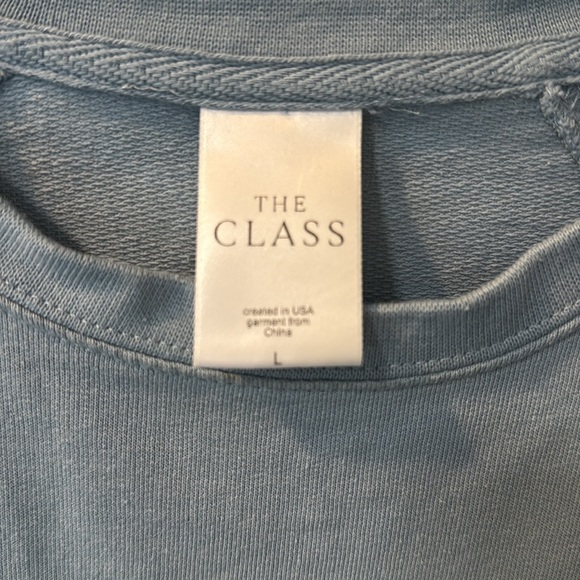 THE
CLASS
created in USA
garment from
China
L